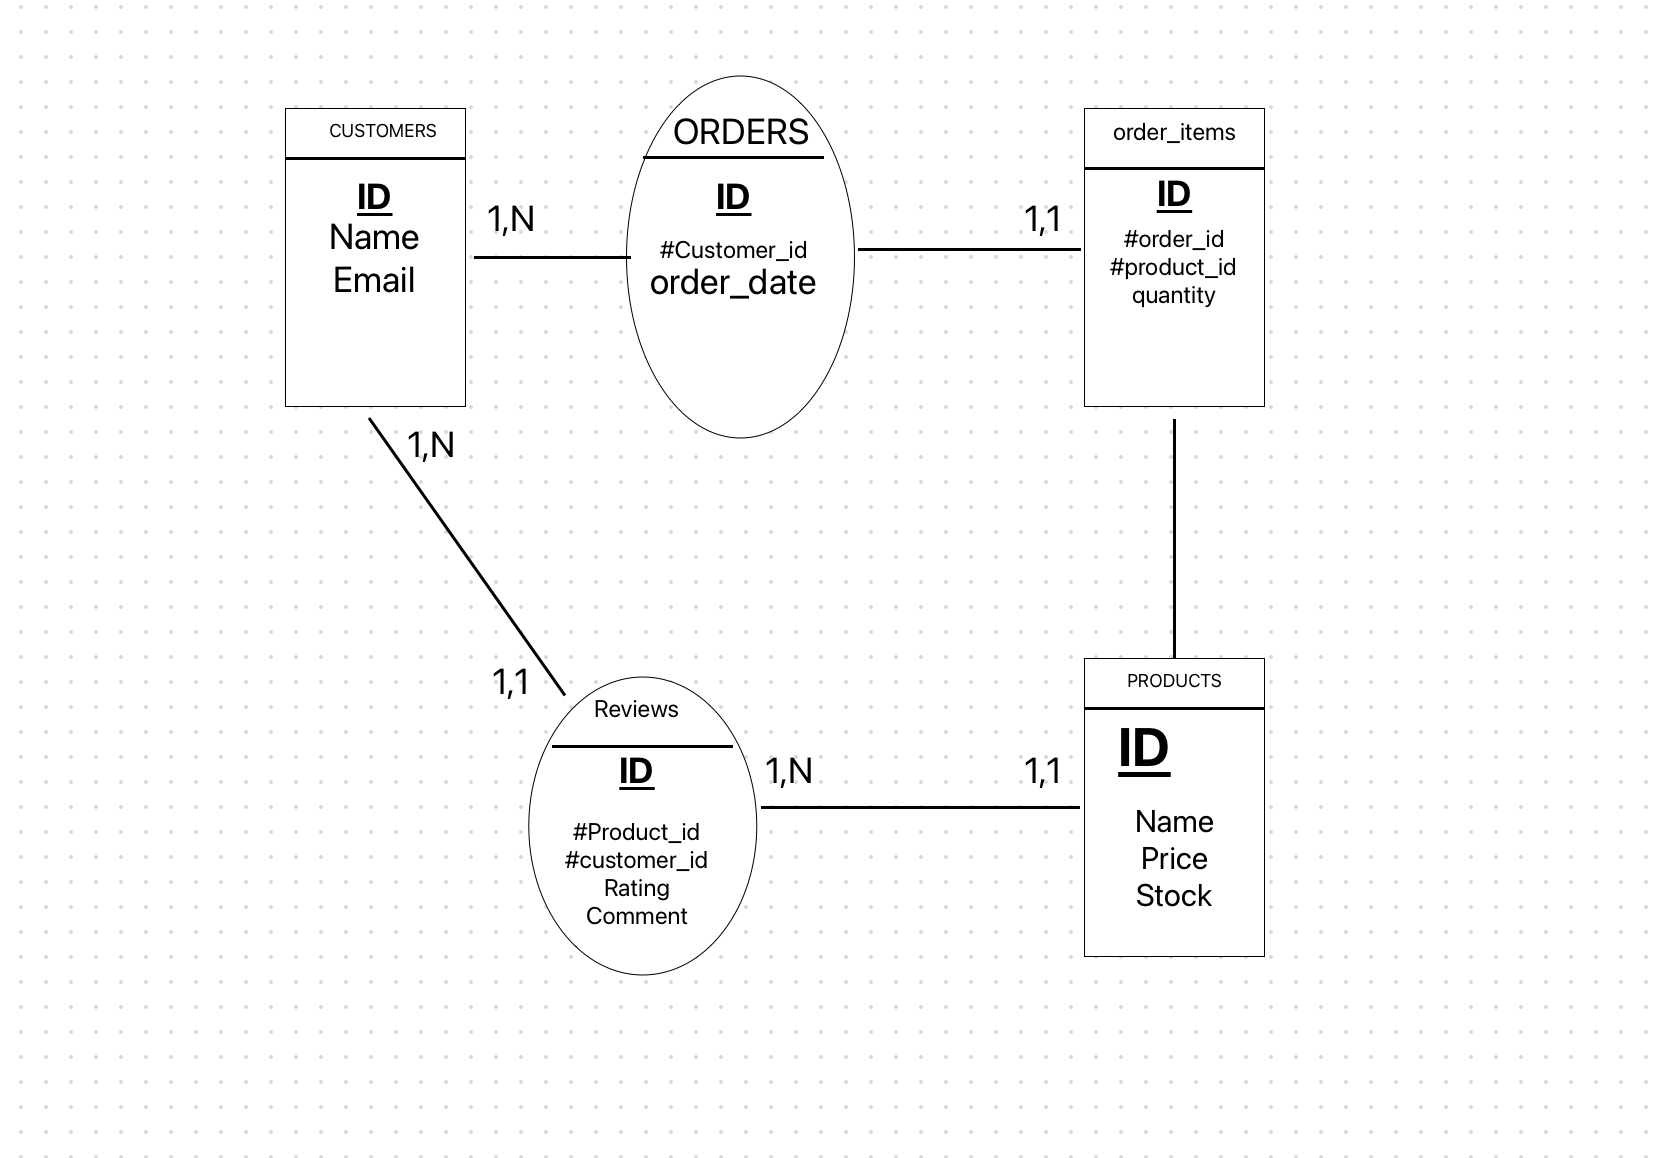 CUSTOMERS
ID
Name
Email
1,N
ORDERS
ID
#Customer_id
order_date
1,1
order_items
ID
#order_id
#product_id
quantity
1,N
1,1
Reviews
ID
#Product_id
#customer_id
Rating
Comment
1,N
1,1
PRODUCTS
ID
Name
Price
Stock